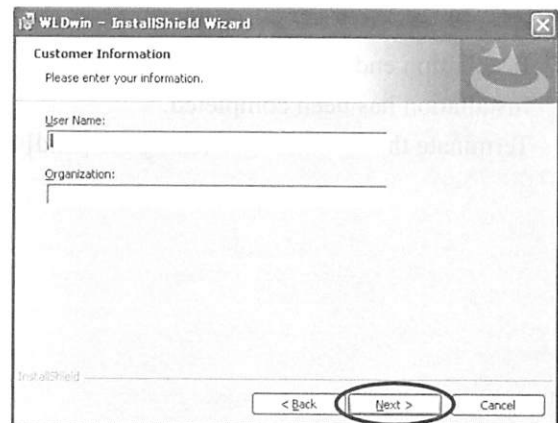 WLDwin - InstallShield Wizard
Customer Information
Please enter your information.
User Name:
Organization:
InstallShield
< Back
Next >
Cancel